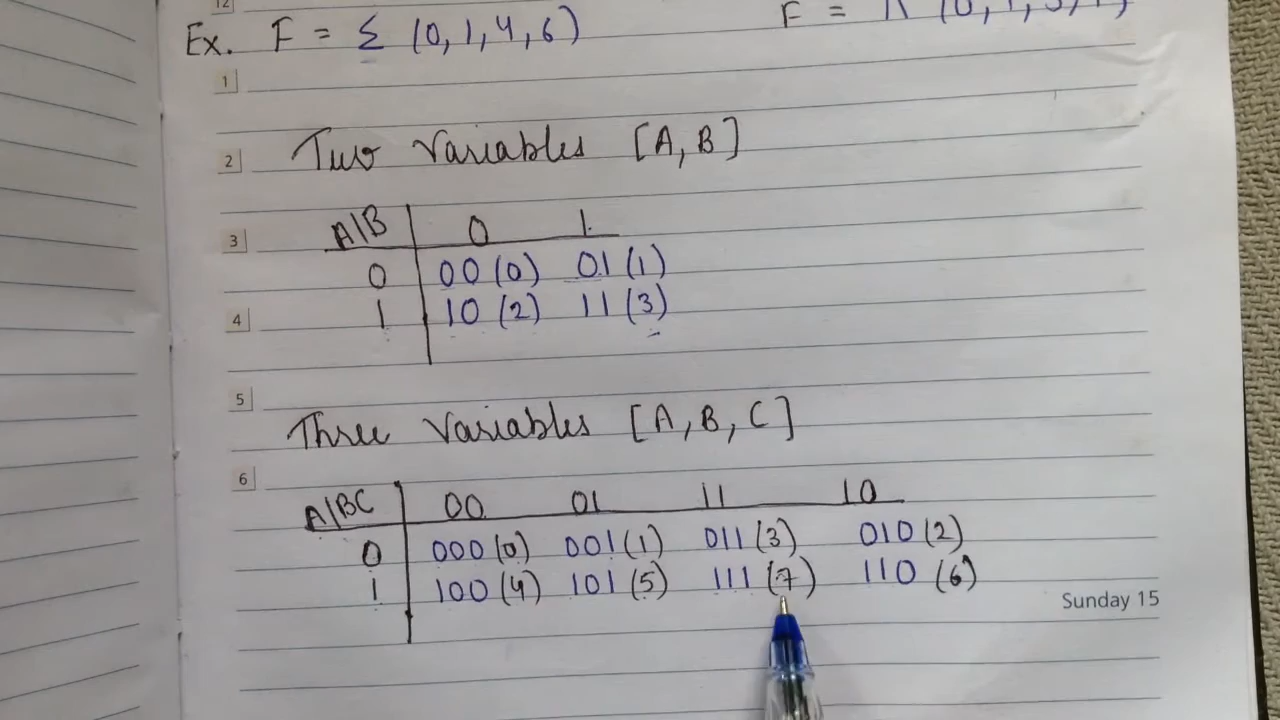 12
Ex. F = Σ (0, 1, 4, 6)
F =
1
2 Two Variables [A, B]
3 A|B 0 1
0 00 (0) 01 (1)
4 1 10 (2) 11 (3)
5
Three Variables [A, B, C]
6
A|BC 00 01 11 10
0 000 (0) 001 (1) 011 (3) 010 (2)
1 100 (4) 101 (5) 111 (7) 110 (6)
Sunday 15